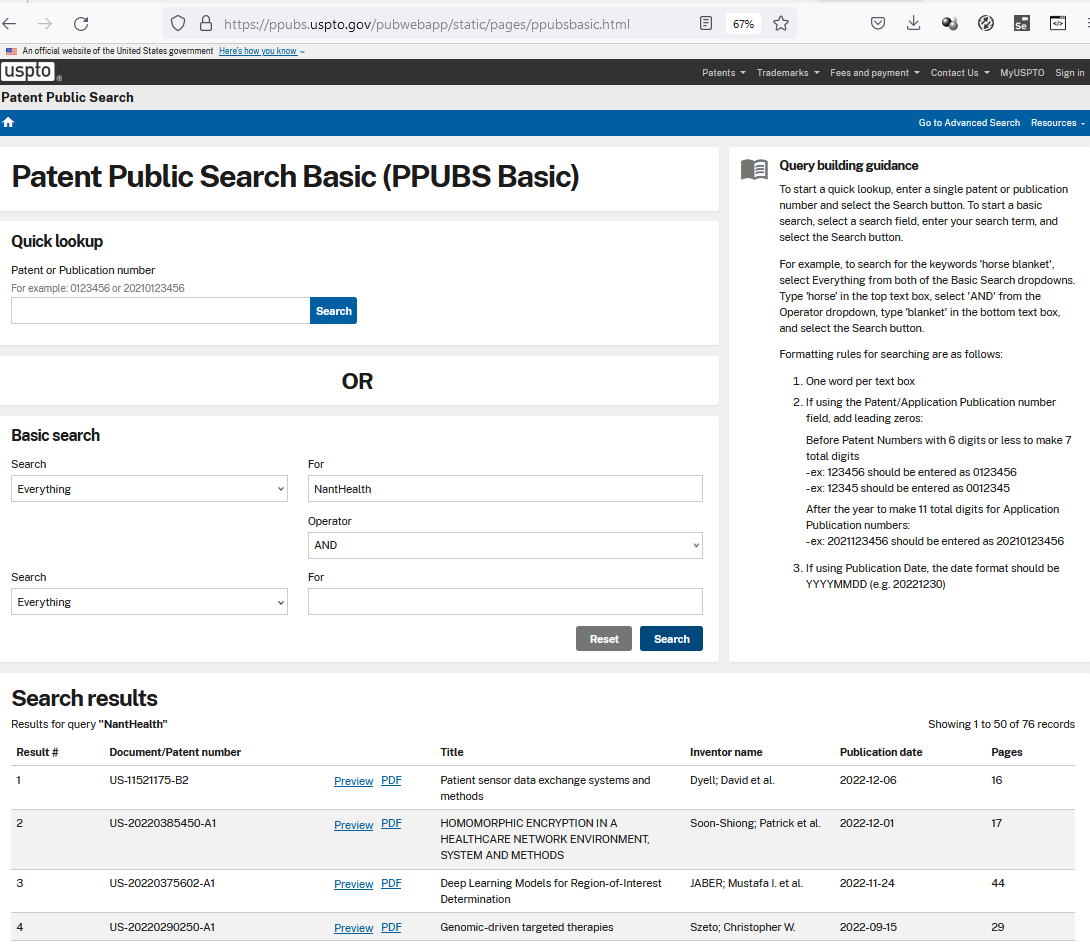 https://ppubs.uspto.gov/pubwebapp/static/pages/ppubsbasic.html
67%
Se
An official website of the United States government Here's how you know
uspto®
Patents Trademarks Fees and payment Contact Us MyUSPTO Sign in
Patent Public Search
Go to Advanced Search Resources
Patent Public Search Basic (PPUBS Basic)
Quick lookup
Patent or Publication number
For example: 0123456 or 20210123456
Search
OR
Basic search
Search For
Everything NantHealth
Operator
AND
Search For
Everything
Reset Search
Query building guidance
To start a quick lookup, enter a single patent or publication
number and select the Search button. To start a basic
search, select a search field, enter your search term, and
select the Search button.
For example, to search for the keywords 'horse blanket',
select Everything from both of the Basic Search dropdowns.
Type 'horse' in the top text box, select 'AND' from the
Operator dropdown, type 'blanket' in the bottom text box,
and select the Search button.
Formatting rules for searching are as follows:
1. One word per text box
2. If using the Patent/Application Publication number
field, add leading zeros:
Before Patent Numbers with 6 digits or less to make 7
total digits
-ex: 123456 should be entered as 0123456
-ex: 12345 should be entered as 0012345
After the year to make 11 total digits for Application
Publication numbers:
-ex: 2021123456 should be entered as 20210123456
3. If using Publication Date, the date format should be
YYYYMMDD (e.g. 20221230)
Search results
Results for query "NantHealth" Showing 1 to 50 of 76 records
Result # Document/Patent number Title Inventor name Publication date Pages
1 US-11521175-B2 Preview PDF Patient sensor data exchange systems and Dyell; David et al. 2022-12-06 16
methods
2 US-20220385450-A1 Preview PDF HOMOMORPHIC ENCRYPTION IN A Soon-Shiong; Patrick et al. 2022-12-01 17
HEALTHCARE NETWORK ENVIRONMENT,
SYSTEM AND METHODS
3 US-20220375602-A1 Preview PDF Deep Learning Models for Region-of-Interest JABER; Mustafa I. et al. 2022-11-24 44
Determination
4 US-20220290250-A1 Preview PDF Genomic-driven targeted therapies Szeto; Christopher W. 2022-09-15 29